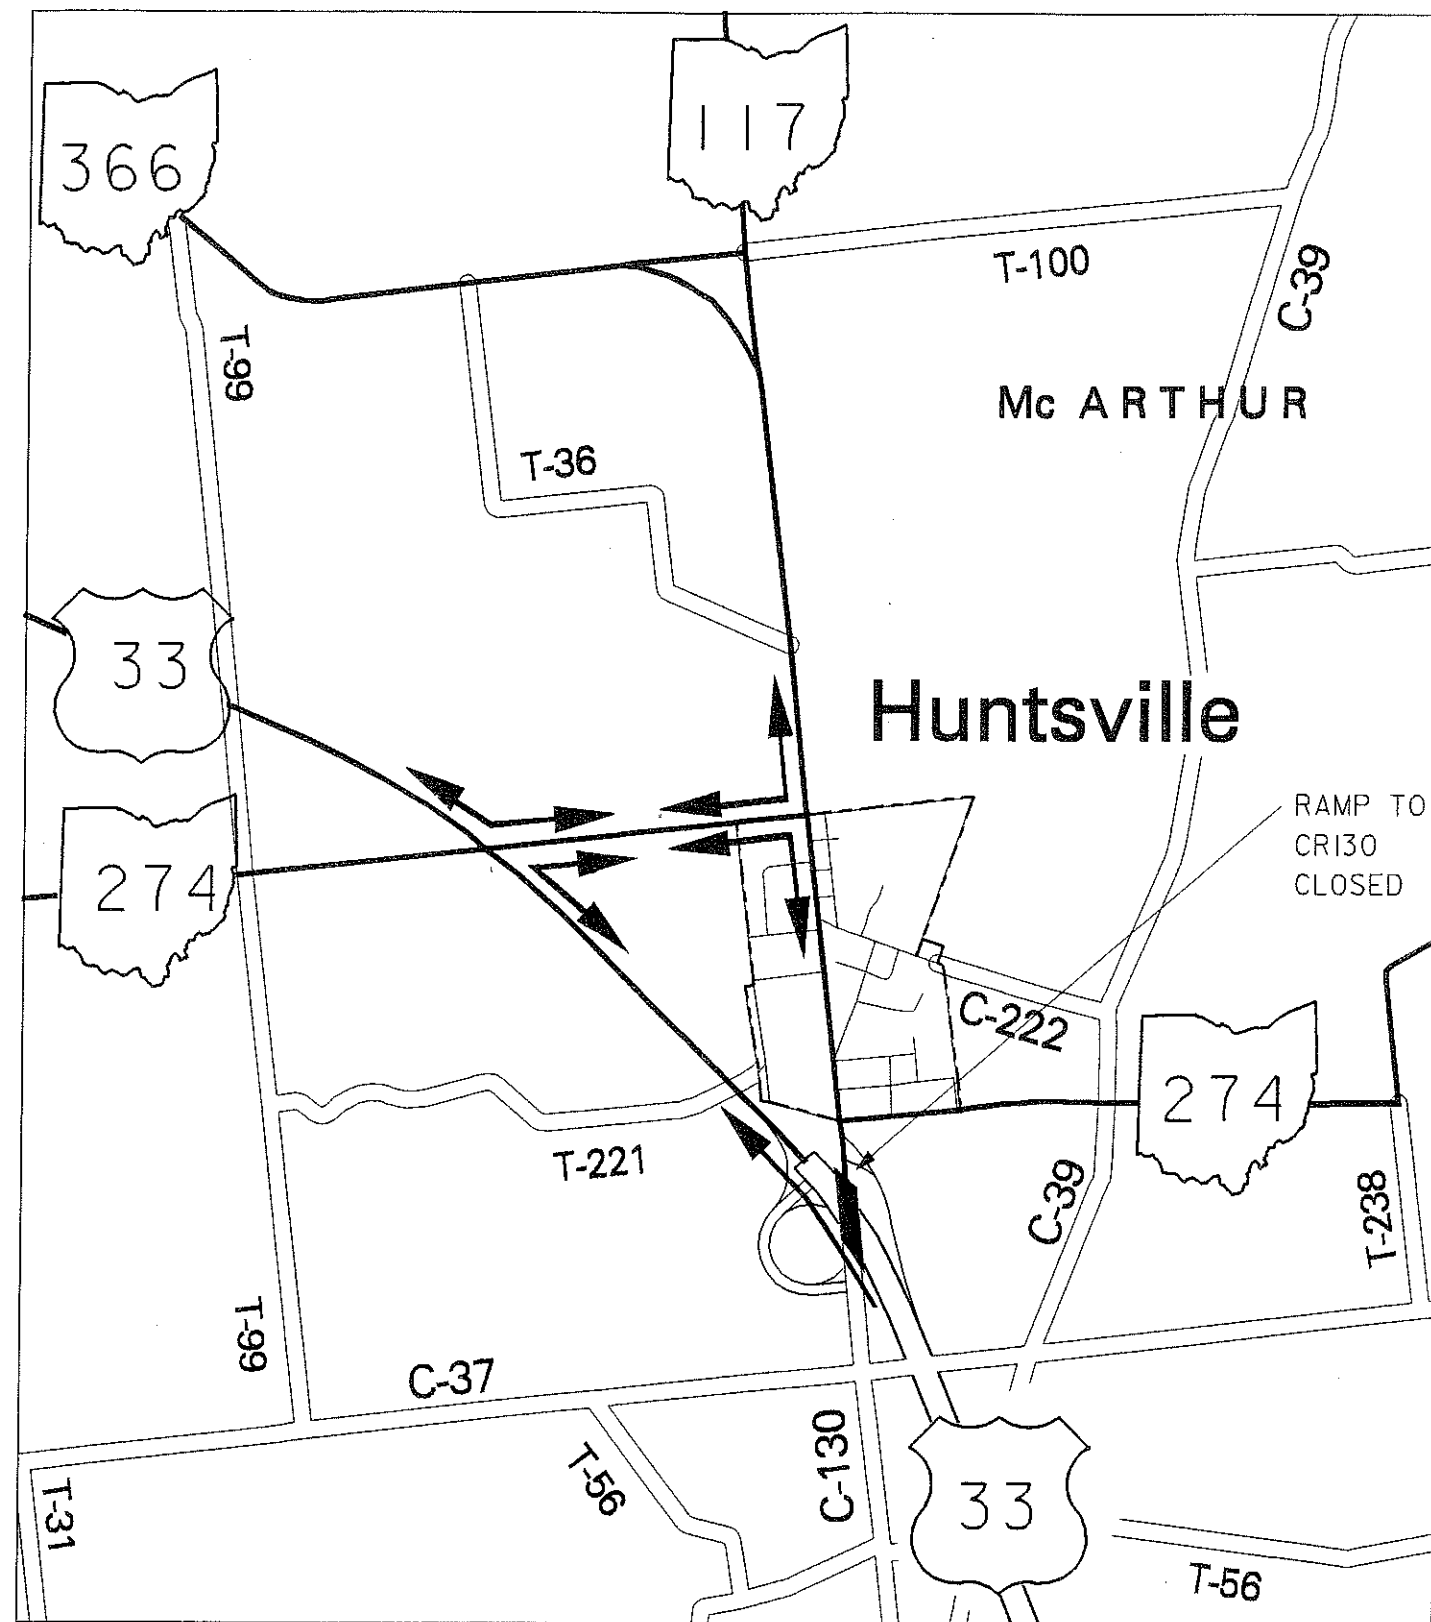 117
366
T-100
C-39
T-99
Mc ARTHUR
T-36
33
Huntsville
RAMP TO
CR130
CLOSED
274
C-222
274
T-221
C-39
T-238
T-99
C-37
C-130
T-56
T-31
33
T-56